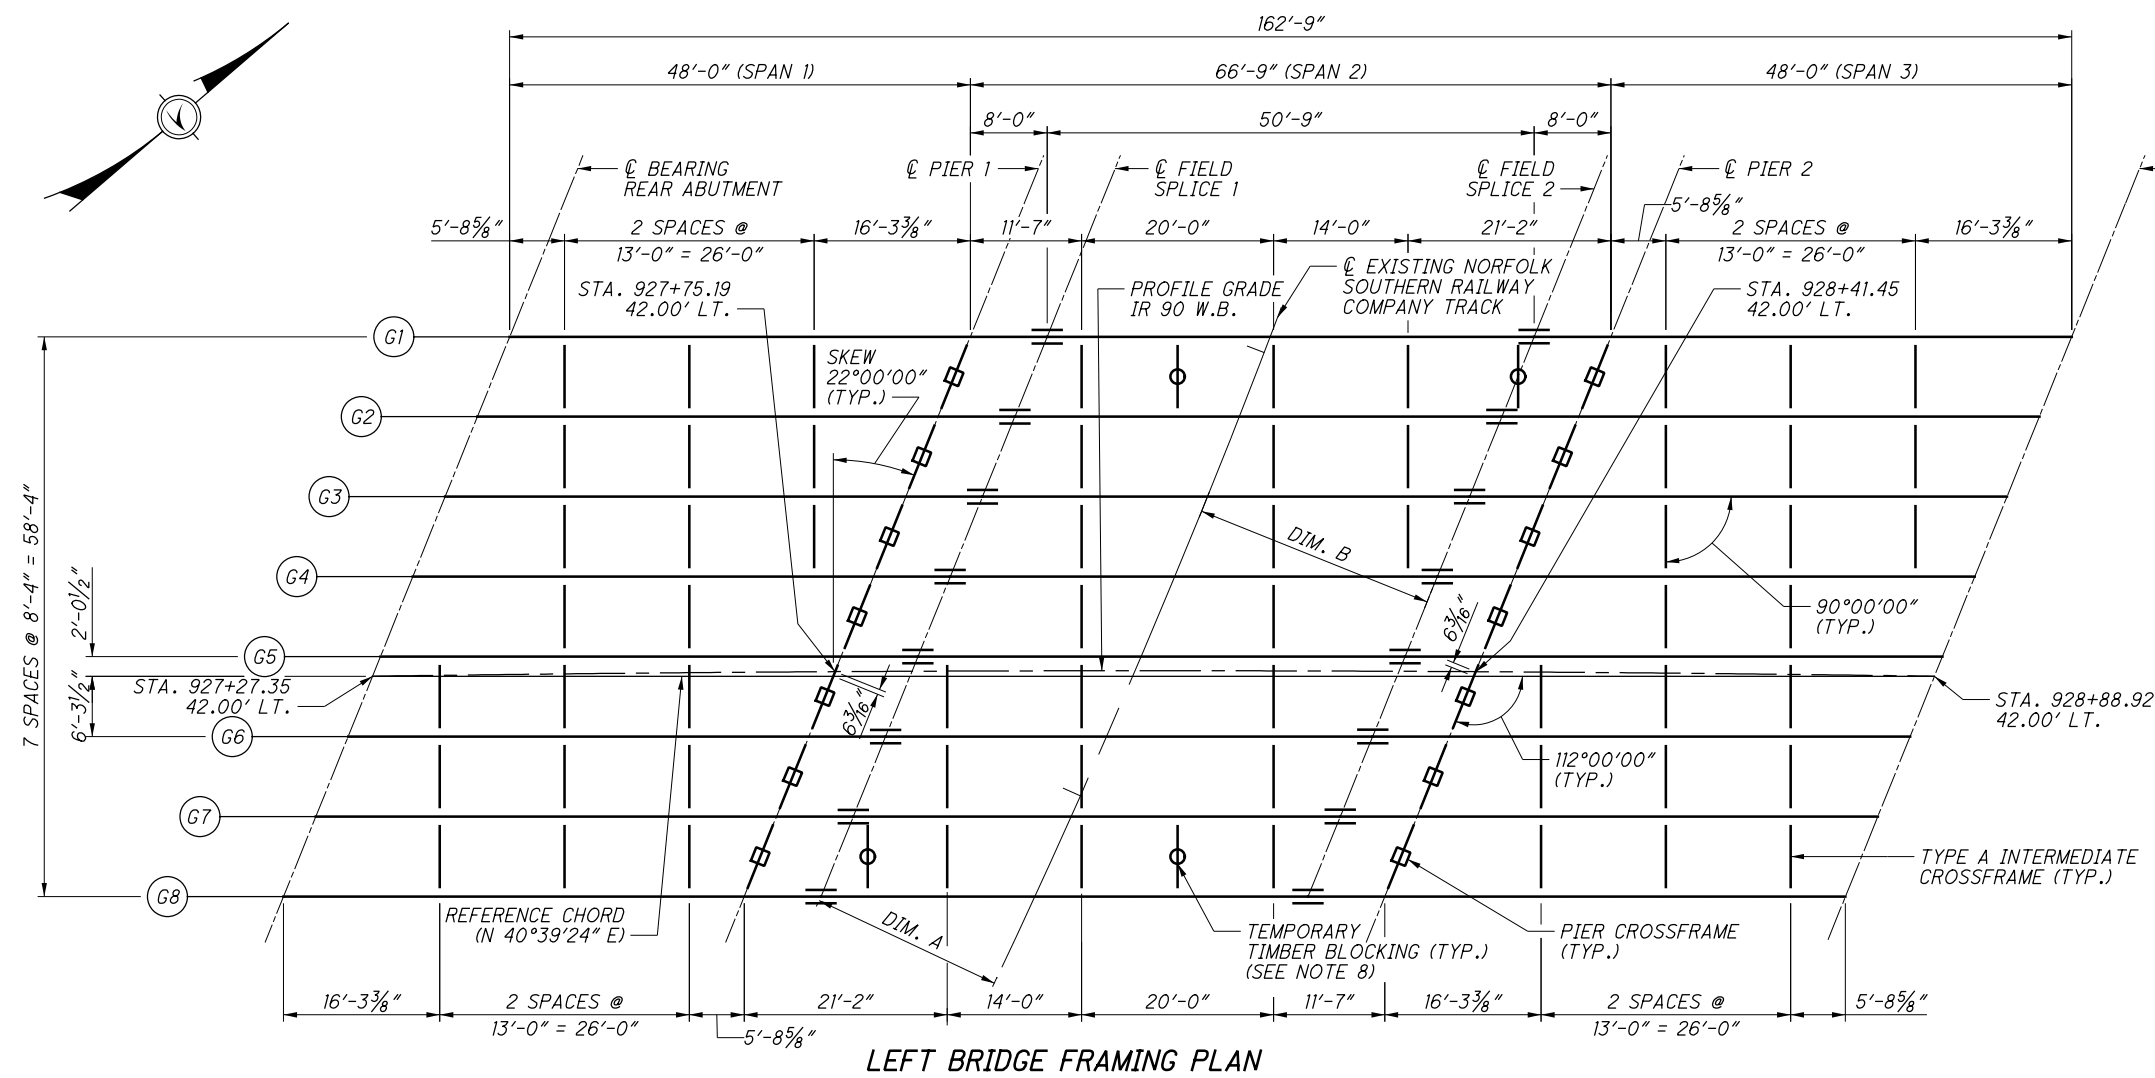 162'-9"
48'-0" (SPAN 1)
66'-9" (SPAN 2)
48'-0" (SPAN 3)
8'-0"
50'-9"
8'-0"
℄ BEARING
REAR ABUTMENT
℄ PIER 1
℄ FIELD
SPLICE 1
℄ FIELD
SPLICE 2
℄ PIER 2
5'-8⅝"
2 SPACES @
13'-0" = 26'-0"
16'-3⅜"
11'-7"
20'-0"
14'-0"
21'-2"
5'-8⅝"
2 SPACES @
13'-0" = 26'-0"
16'-3⅜"
STA. 927+75.19
42.00' LT.
PROFILE GRADE
IR 90 W.B.
℄ EXISTING NORFOLK
SOUTHERN RAILWAY
COMPANY TRACK
STA. 928+41.45
42.00' LT.
SKEW
22°00'00"
(TYP.)
G1
G2
G3
G4
G5
G6
G7
G8
7 SPACES @ 8'-4" = 58'-4"
2'-0½"
6'-3½"
DIM. B
6 3/16"
90°00'00"
(TYP.)
STA. 927+27.35
42.00' LT.
6 3/16"
STA. 928+88.92
42.00' LT.
112°00'00"
(TYP.)
TYPE A INTERMEDIATE
CROSSFRAME (TYP.)
REFERENCE CHORD
(N 40°39'24" E)
DIM. A
TEMPORARY
TIMBER BLOCKING (TYP.)
(SEE NOTE 8)
PIER CROSSFRAME
(TYP.)
16'-3⅜"
2 SPACES @
13'-0" = 26'-0"
5'-8⅝"
21'-2"
14'-0"
20'-0"
11'-7"
16'-3⅜"
2 SPACES @
13'-0" = 26'-0"
5'-8⅝"
LEFT BRIDGE FRAMING PLAN